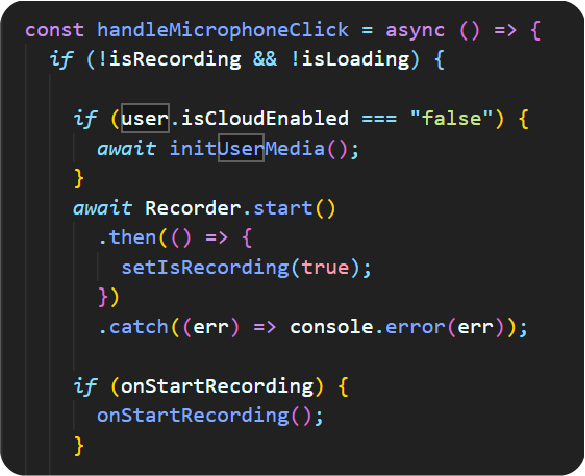 const handleMicrophoneClick = async () => {
if (!isRecording && !isLoading) {
if (user.isCloudEnabled === "false") {
await initUserMedia();
}
await Recorder.start()
.then(() => {
setIsRecording(true);
})
.catch((err) => console.error(err));
if (onStartRecording) {
onStartRecording();
}